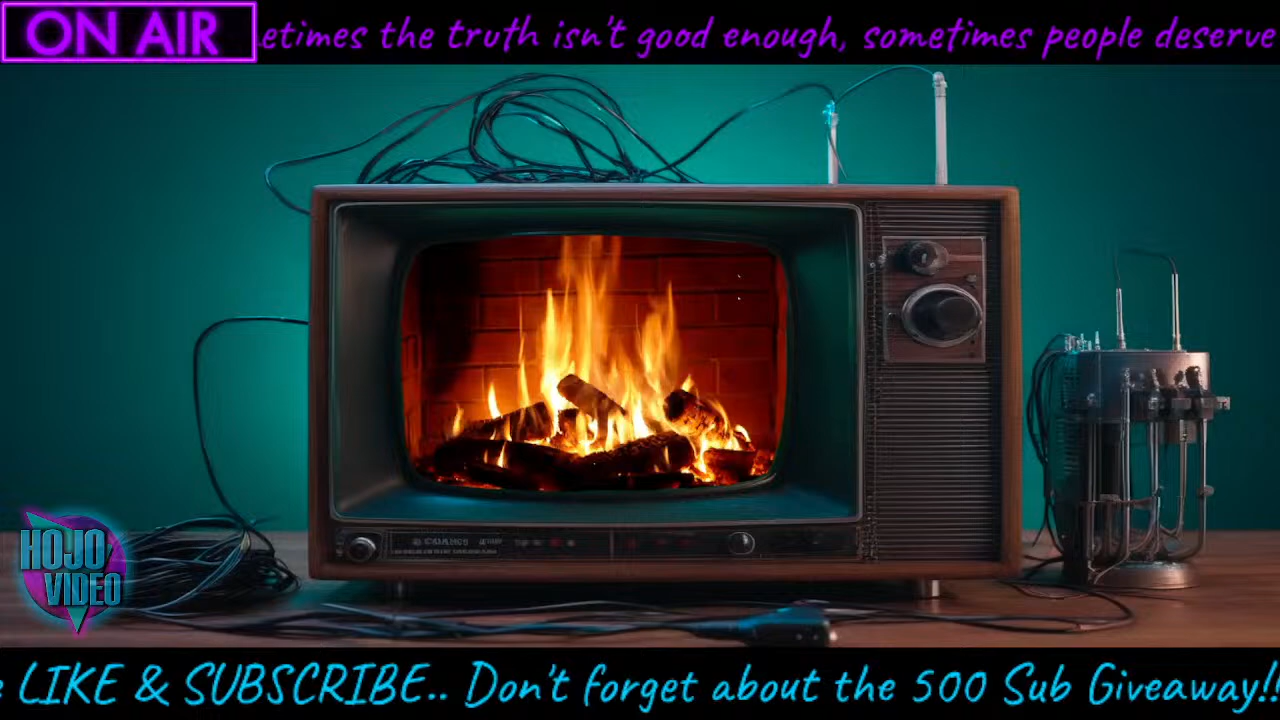 ON AIR
etimes the truth isn't good enough, sometimes people deserve
HOJO
VIDEO
e LIKE & SUBSCRIBE.. Don't forget about the 500 Sub Giveaway!!